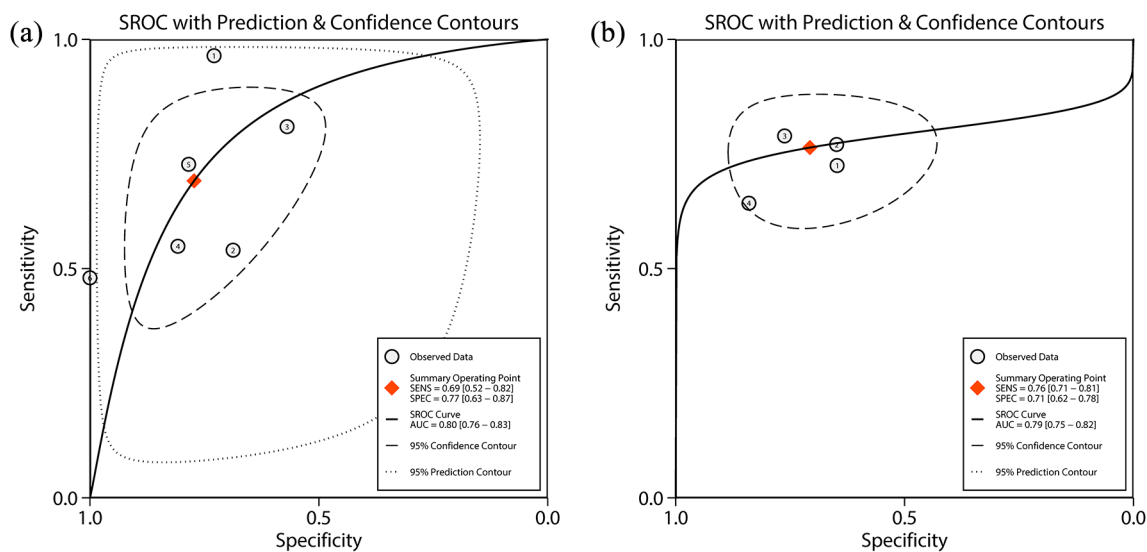 (a)
SROC with Prediction & Confidence Contours
1.0
0.5
0.0
Sensitivity
1
3
5
4
2
6
Observed Data
Summary Operating Point
SENS = 0.69 [0.52 – 0.82]
SPEC = 0.77 [0.63 – 0.87]
SROC Curve
AUC = 0.80 [0.76 – 0.83]
95% Confidence Contour
95% Prediction Contour
1.0
0.5
0.0
Specificity
(b)
SROC with Prediction & Confidence Contours
1.0
0.5
0.0
Sensitivity
3
2
1
4
Observed Data
Summary Operating Point
SENS = 0.76 [0.71 – 0.81]
SPEC = 0.71 [0.62 – 0.78]
SROC Curve
AUC = 0.79 [0.75 – 0.82]
95% Confidence Contour
95% Prediction Contour
1.0
0.5
0.0
Specificity